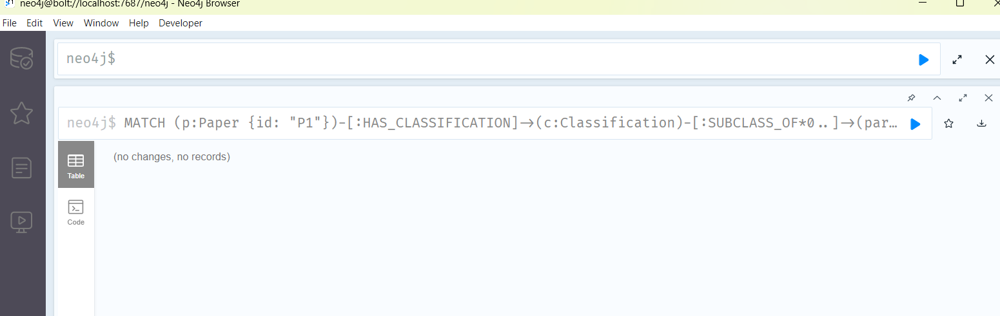 neo4j@bolt://localhost:7687/neo4j - Neo4j Browser
File Edit View Window Help Developer
neo4j$
neo4j$ MATCH (p:Paper {id: "P1"})-[:HAS_CLASSIFICATION]->(c:Classification)-[:SUBCLASS_OF*0..]->(par…
(no changes, no records)
Table
Code